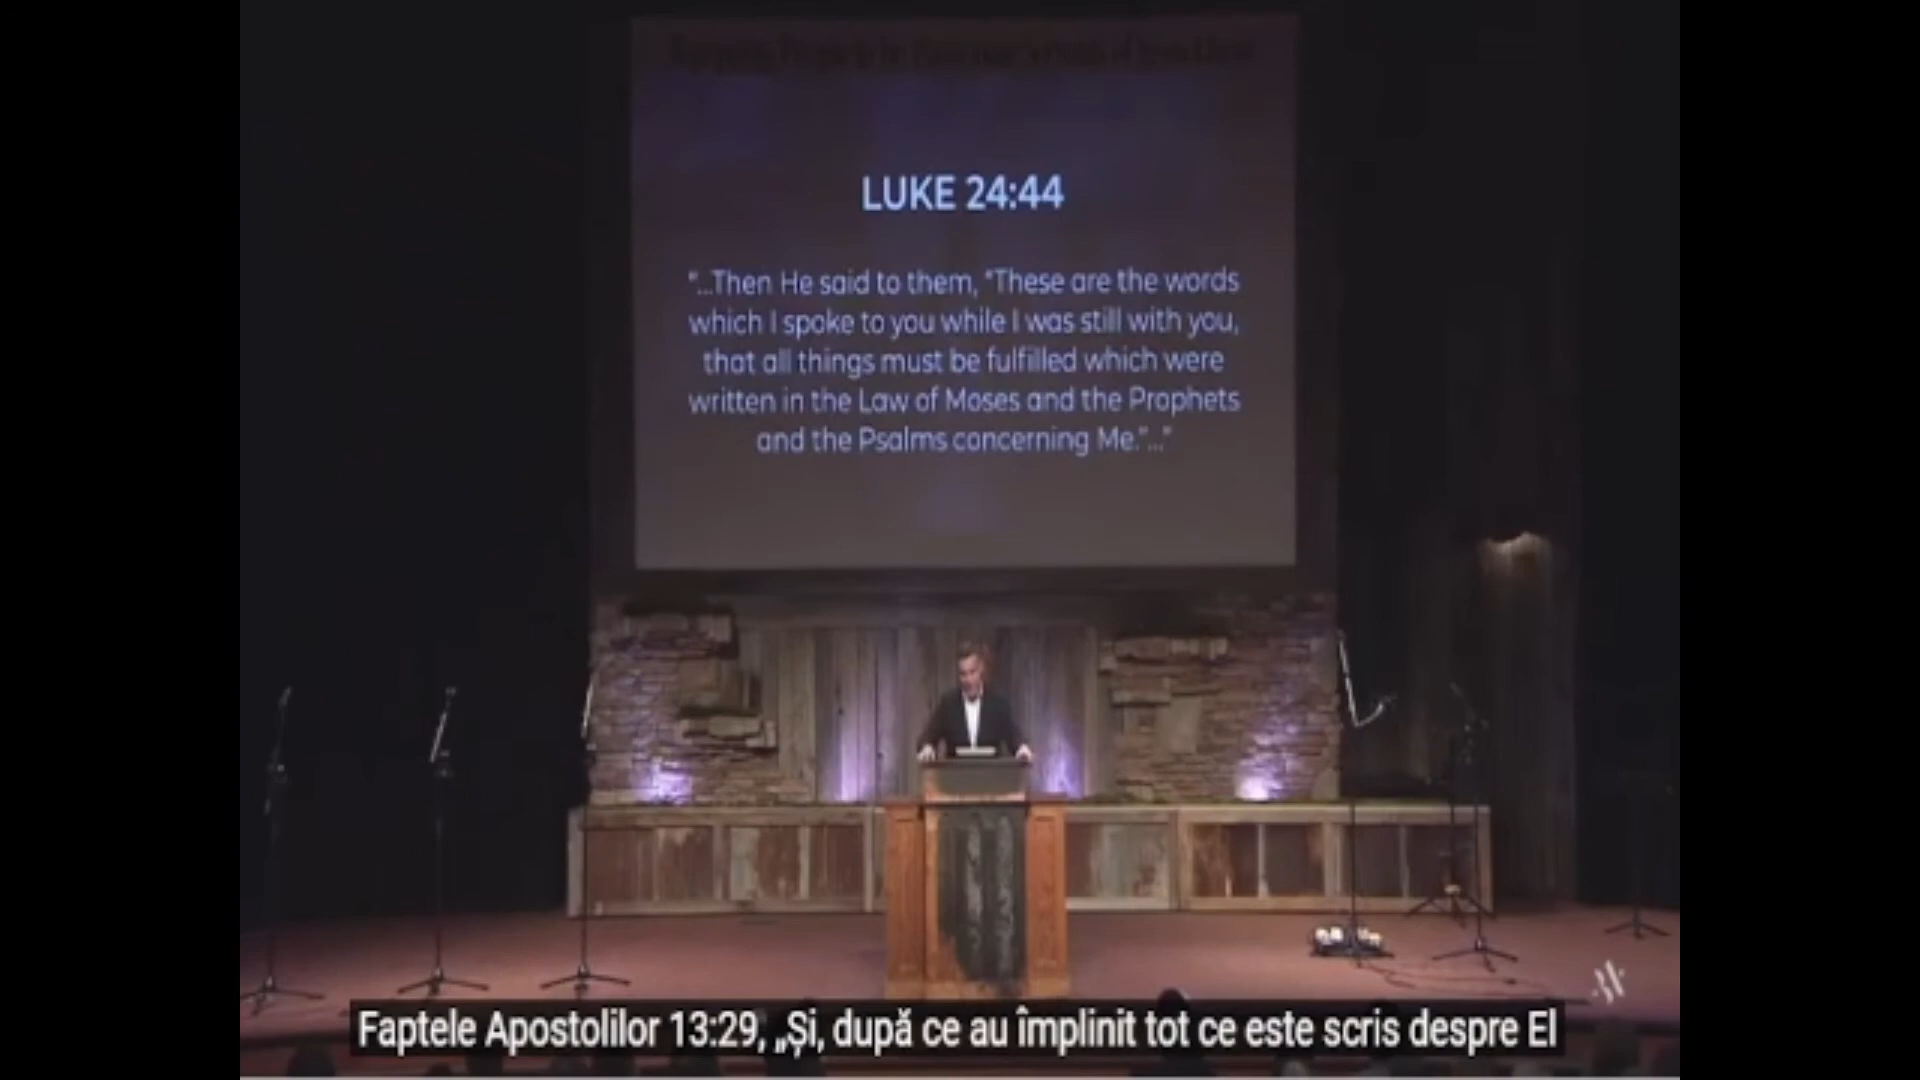 LUKE 24:44
"...Then He said to them, "These are the words
which I spoke to you while I was still with you,
that all things must be fulfilled which were
written in the Law of Moses and the Prophets
and the Psalms concerning Me."..."
Faptele Apostolilor 13:29, „Și, după ce au împlinit tot ce este scris despre El